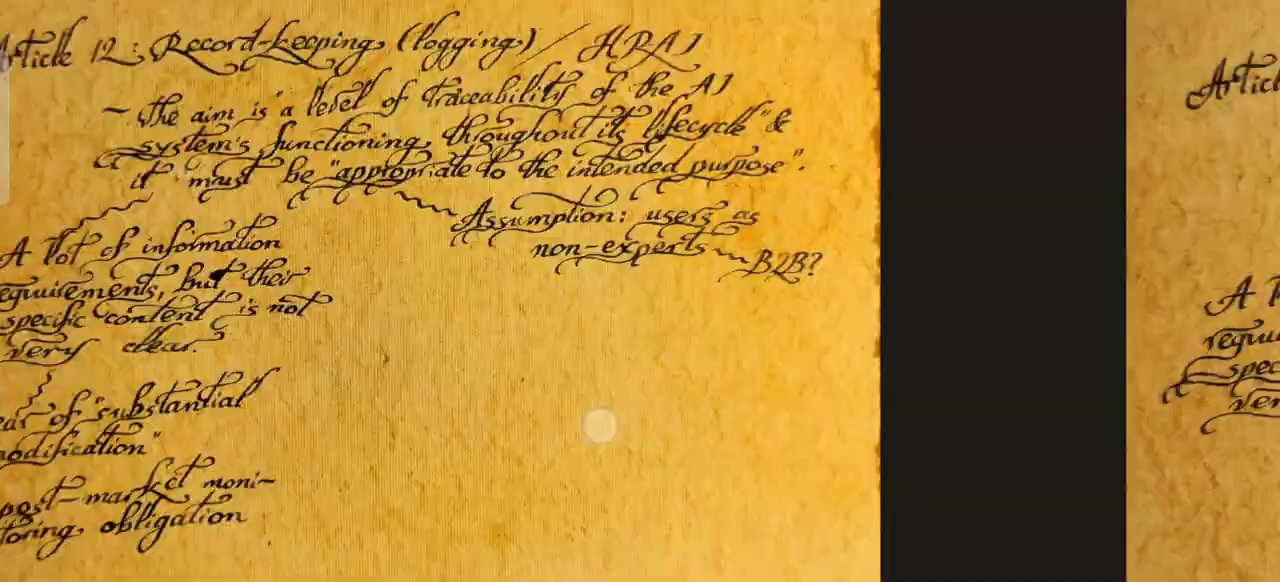 Article 12: Record-keeping (logging) / HRAI
- the aim is "a level of traceability of the AI
system's functioning throughout its lifecycle" &
it must be "appropriate to the intended purpose".
Assumption: users as
non-experts B2B?
A lot of information
requirements, but their
specific content is not
very clear.
of "substantial
modification"
post-market moni-
toring obligation
Article
A
requi
spec
ver